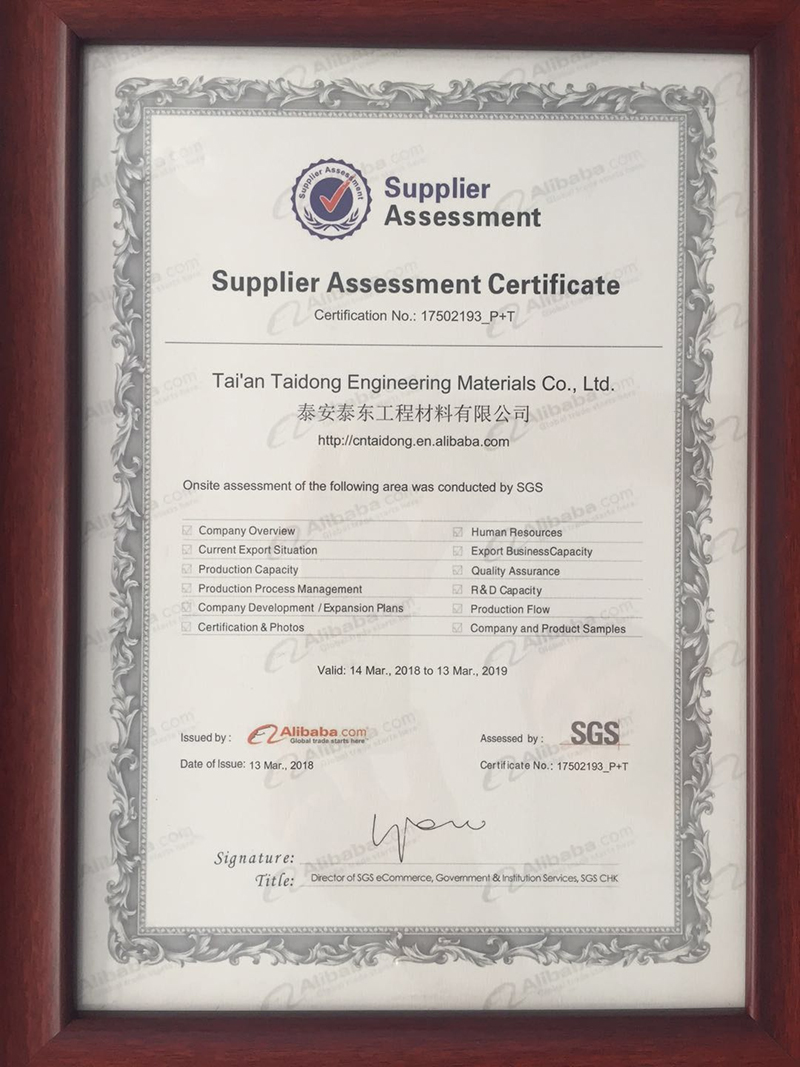 Supplier Assessment
Supplier
Assessment
Supplier Assessment Certificate
Certification No.: 17502193_P+T
Tai'an Taidong Engineering Materials Co., Ltd.
泰安泰东工程材料有限公司
http://cntaidong.en.alibaba.com
Onsite assessment of the following area was conducted by SGS
Company Overview
Human Resources
Current Export Situation
Export BusinessCapacity
Production Capacity
Quality Assurance
Production Process Management
R&D Capacity
Company Development / Expansion Plans
Production Flow
Certification & Photos
Company and Product Samples
Valid: 14 Mar., 2018 to 13 Mar., 2019
Issued by : Alibaba.com
Global trade starts here™
Assessed by : SGS
Date of Issue: 13 Mar., 2018
Certificate No.: 17502193_P+T
Signature:
Title: Director of SGS eCommerce, Government & Institution Services, SGS CHK